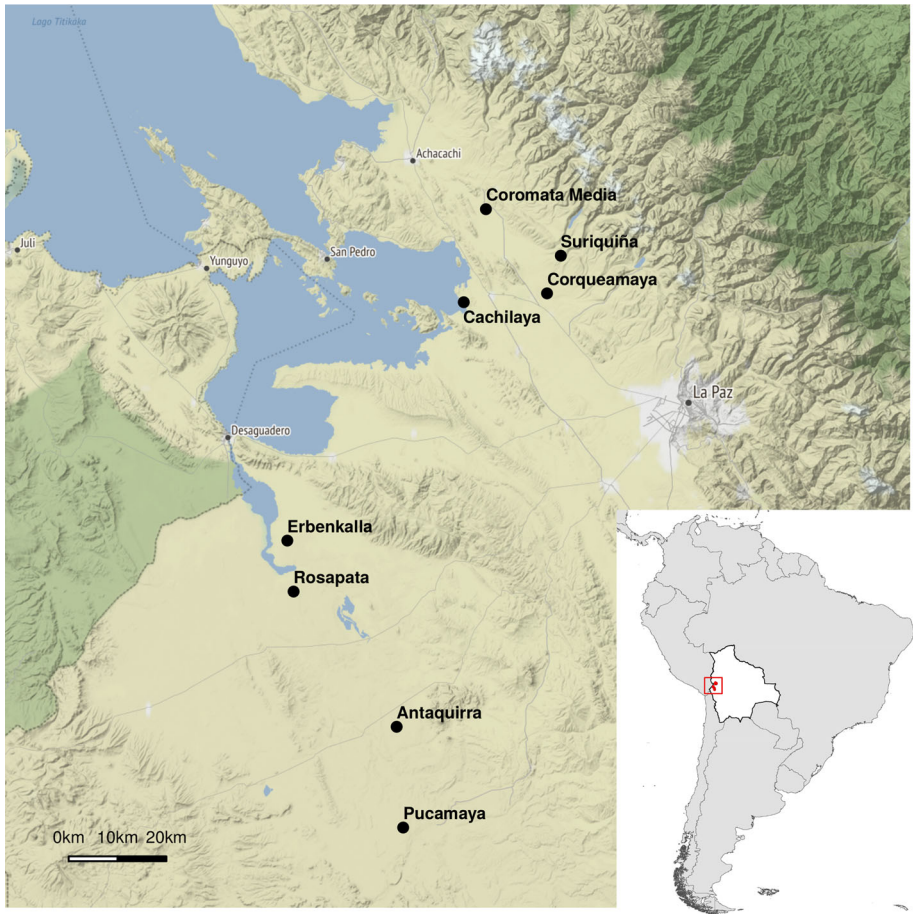 Lago Titikaka
Achacachi
Coromata Media
Juli
Yunguyo
San Pedro
Suriquiña
Corqueamaya
Cachilaya
La Paz
Desaguadero
Erbenkalla
Rosapata
Antaquirra
Pucamaya
0km 10km 20km